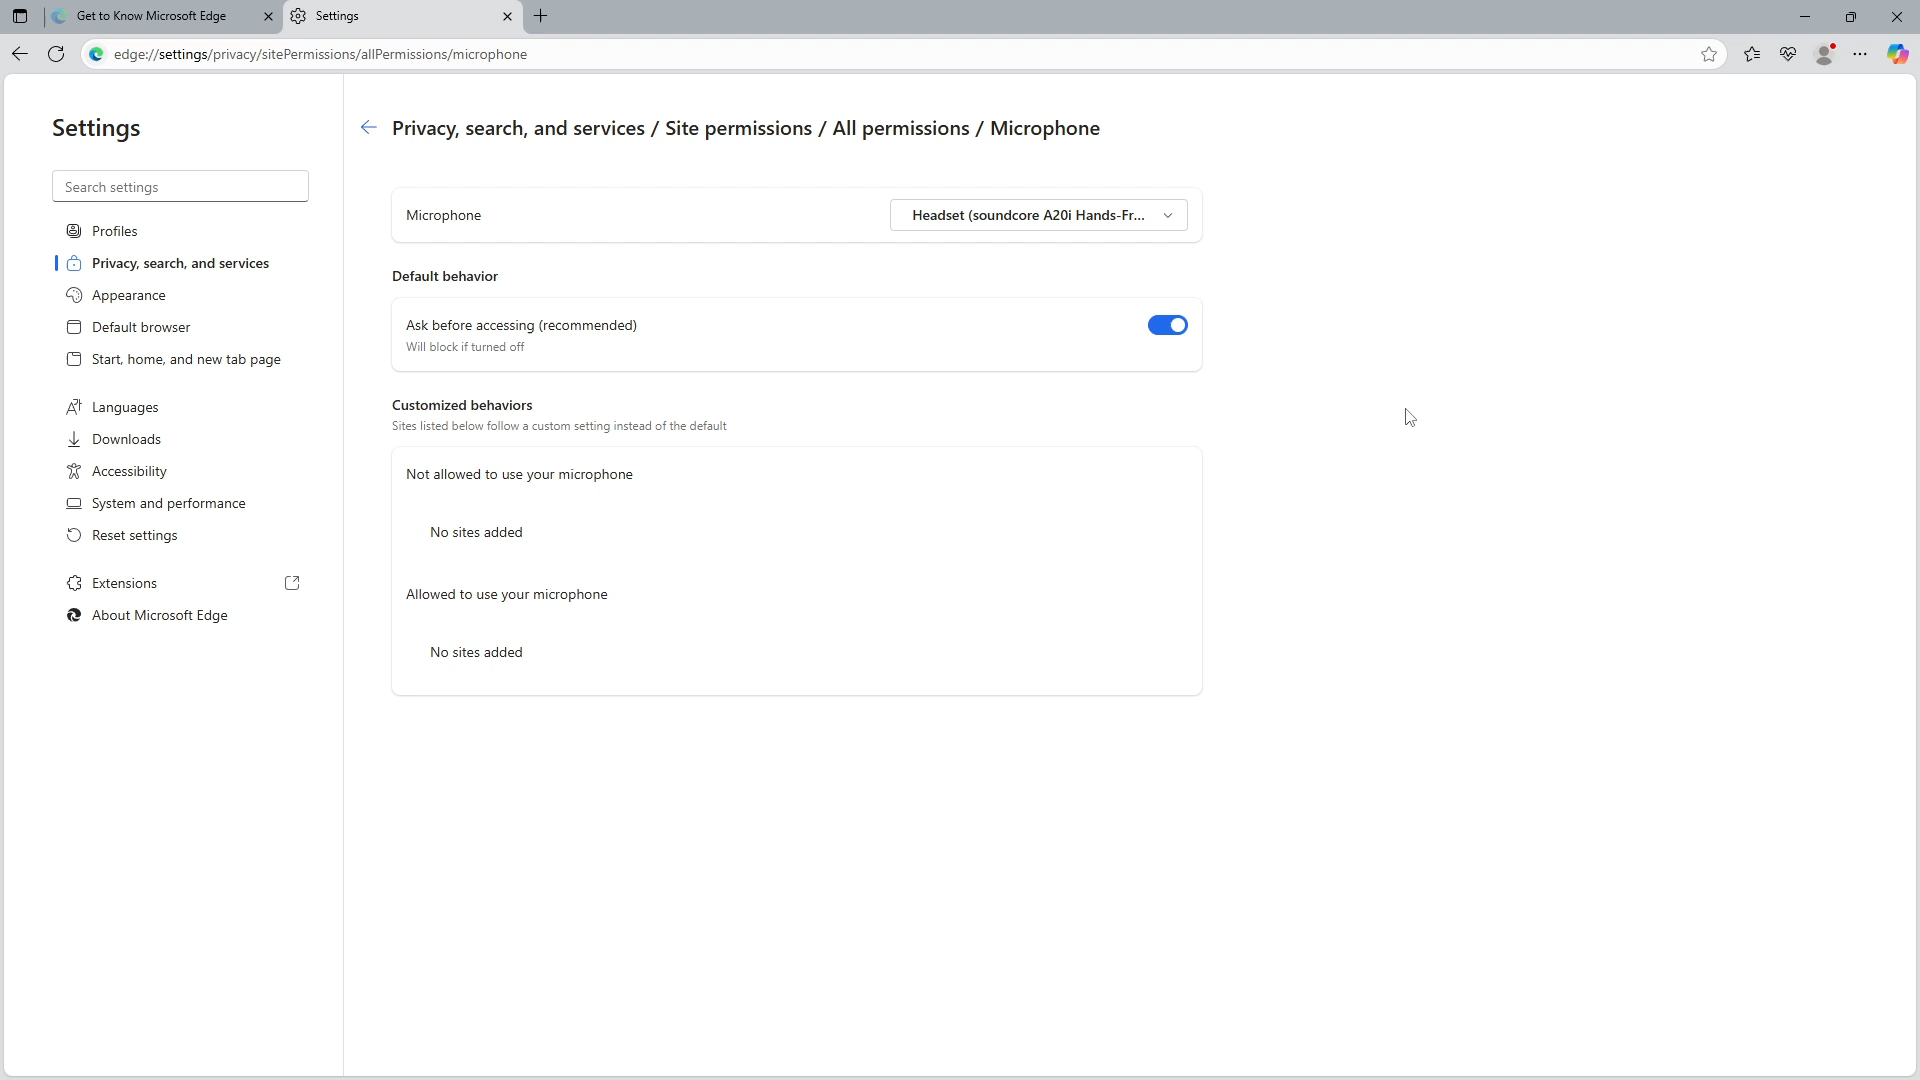 Get to Know Microsoft Edge
Settings
edge://settings/privacy/sitePermissions/allPermissions/microphone
Settings
Search settings
Profiles
Privacy, search, and services
Appearance
Default browser
Start, home, and new tab page
Languages
Downloads
Accessibility
System and performance
Reset settings
Extensions
About Microsoft Edge
Privacy, search, and services / Site permissions / All permissions / Microphone
Microphone
Headset (soundcore A20i Hands-Fr...
Default behavior
Ask before accessing (recommended)
Will block if turned off
Customized behaviors
Sites listed below follow a custom setting instead of the default
Not allowed to use your microphone
No sites added
Allowed to use your microphone
No sites added